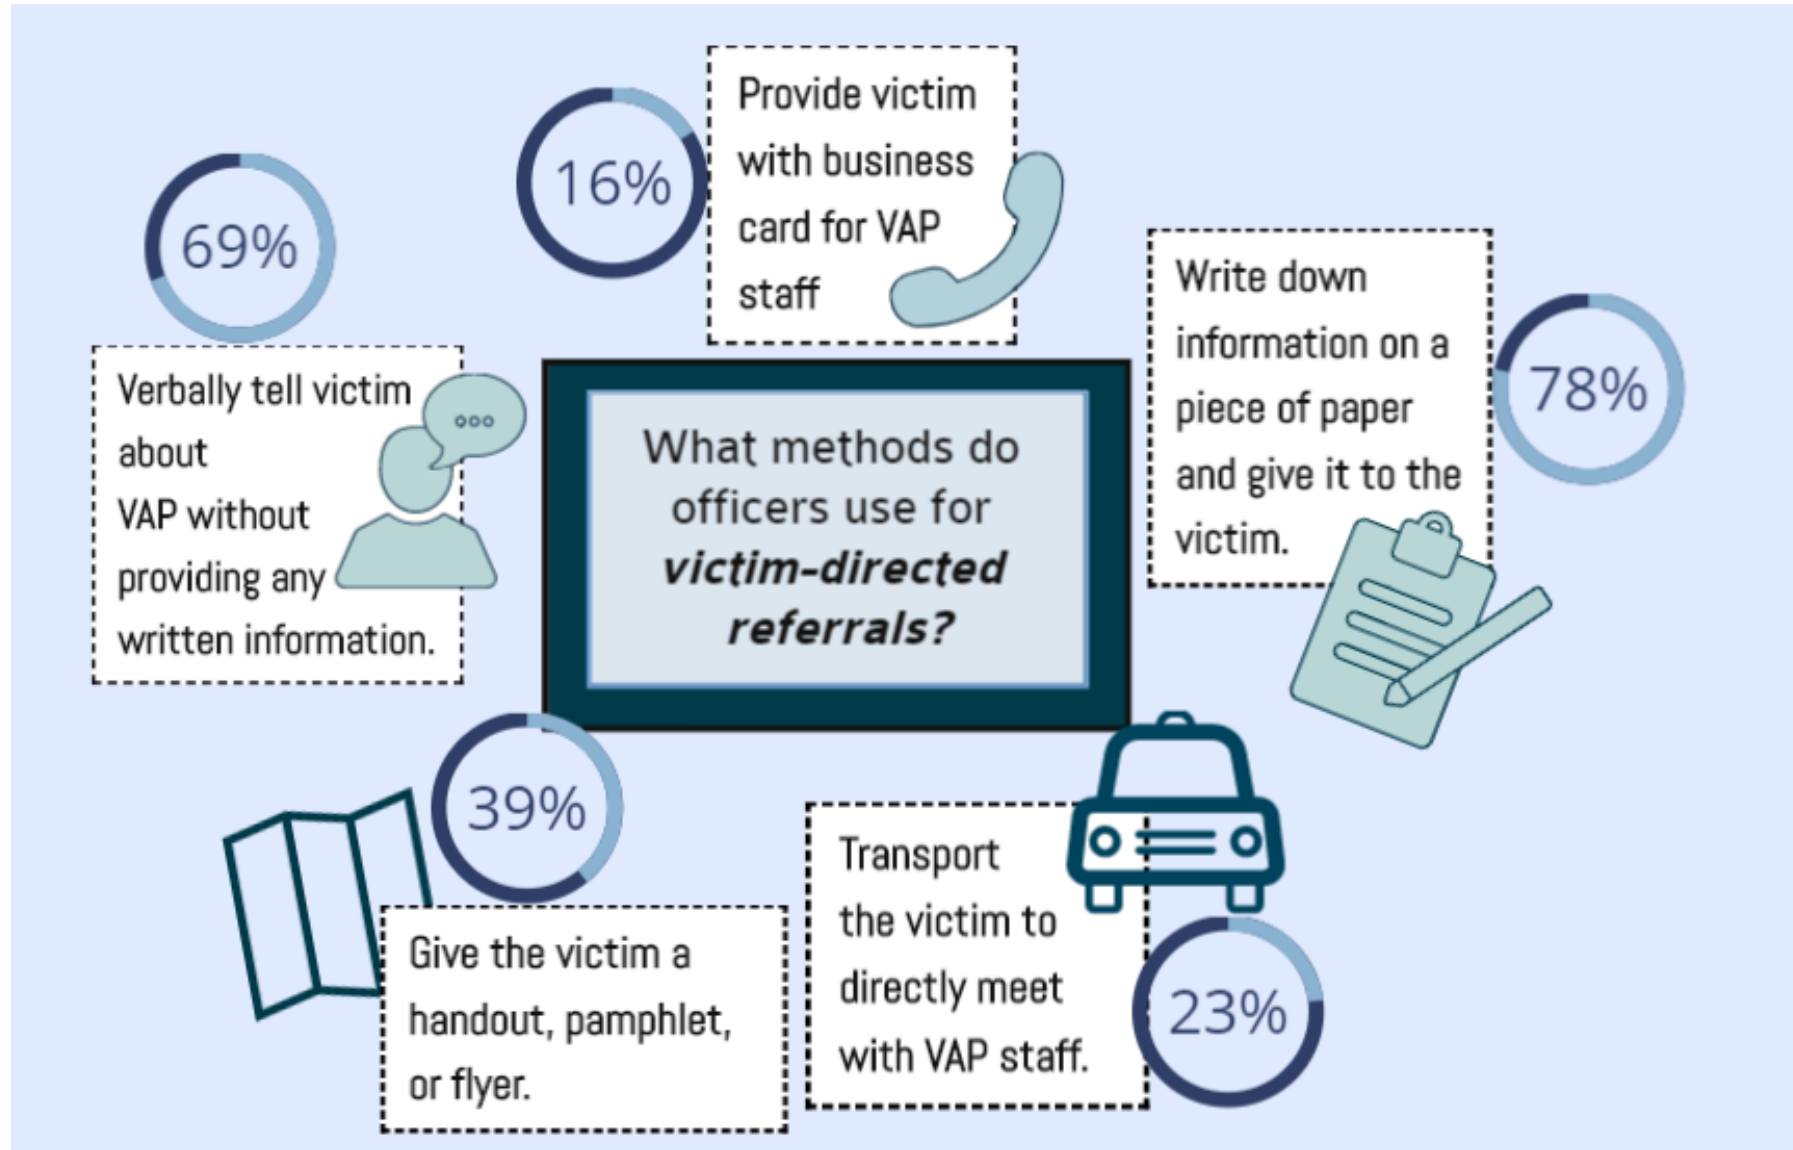 16%
Provide victim
with business
card for VAP
staff
69%
Verbally tell victim
about
VAP without
providing any
written information.
What methods do
officers use for
victim-directed
referrals?
Write down
information on a
piece of paper
and give it to the
victim.
78%
39%
Give the victim a
handout, pamphlet,
or flyer.
Transport
the victim to
directly meet
with VAP staff.
23%